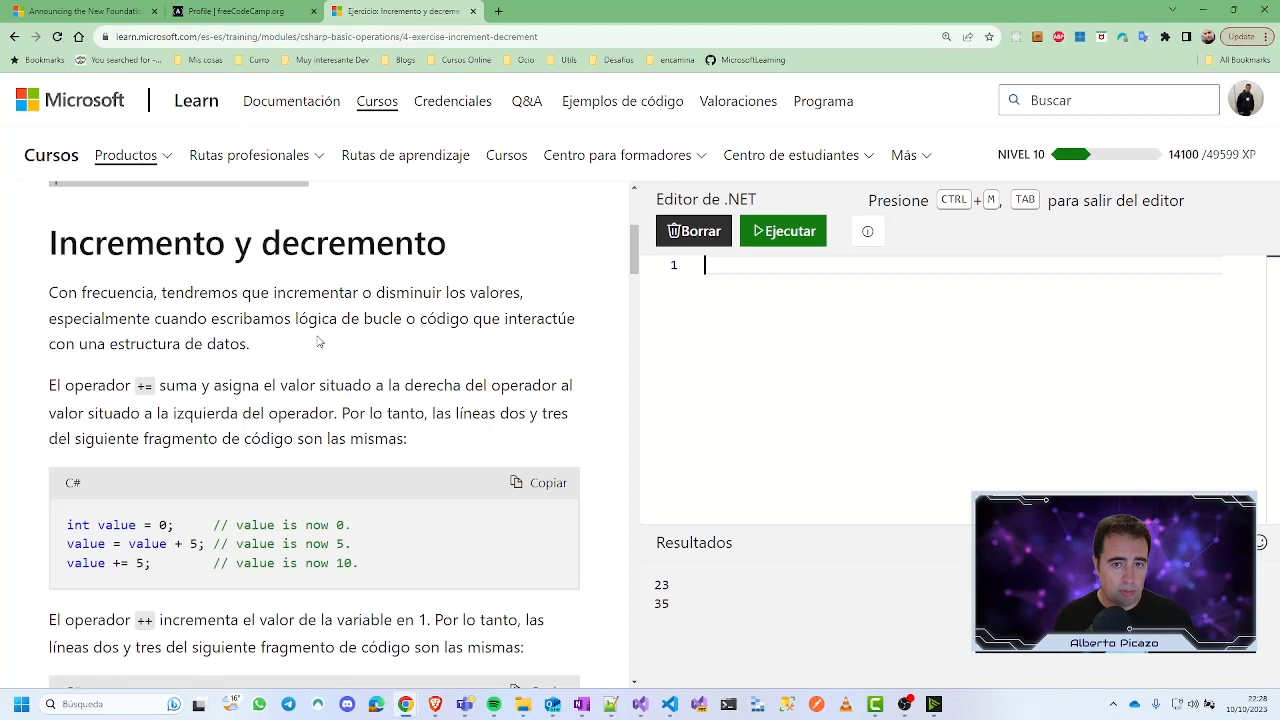 Announcing the New Foundatic
Profile | freeCodeCamp.org
Ejercicio: Incremento y decreme
learn.microsoft.com/es-es/training/modules/csharp-basic-operations/4-exercise-increment-decrement
Update
Bookmarks
You searched for -...
Mis cosas
Curro
Muy interesante Dev
Blogs
Cursos Online
Ocio
Utils
Desafios
encamina
MicrosoftLearning
All Bookmarks
Microsoft
Learn
Documentación
Cursos
Credenciales
Q&A
Ejemplos de código
Valoraciones
Programa
Buscar
Cursos
Productos
Rutas profesionales
Rutas de aprendizaje
Cursos
Centro para formadores
Centro de estudiantes
Más
NIVEL 10
14100 /49599 XP
Incremento y decremento
Con frecuencia, tendremos que incrementar o disminuir los valores,
especialmente cuando escribamos lógica de bucle o código que interactúe
con una estructura de datos.
El operador += suma y asigna el valor situado a la derecha del operador al
valor situado a la izquierda del operador. Por lo tanto, las líneas dos y tres
del siguiente fragmento de código son las mismas:
C#
Copiar
int value = 0;     // value is now 0.
value = value + 5; // value is now 5.
value += 5;        // value is now 10.
El operador ++ incrementa el valor de la variable en 1. Por lo tanto, las
líneas dos y tres del siguiente fragmento de código son las mismas:
Editor de .NET
Presione CTRL + M, TAB para salir del editor
Borrar
Ejecutar
1
Resultados
23
35
Alberto Picazo
Búsqueda
16°
22:28
10/10/2023